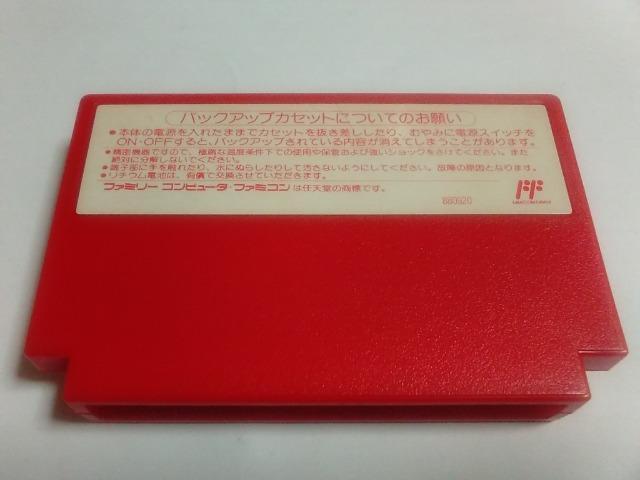 バックアップカセットについてのお願い
●本体の電源を入れたままでカセットを抜き差ししたり、むやみに電源スイッチを
ON・OFFすると、バックアップされている内容が消えてしまうことがあります。
●精密機器ですので、極端な温度条件下での使用や保管および強いショックをさけてください。また
絶対に分解しないでください。
●端子部に手を触れたり、水にぬらしたりして汚さないようにしてください。故障の原因となります。
●リチウム電池は、有償で交換させていただきます。
ファミリーコンピュータ・ファミコンは任天堂の商標です。
880920